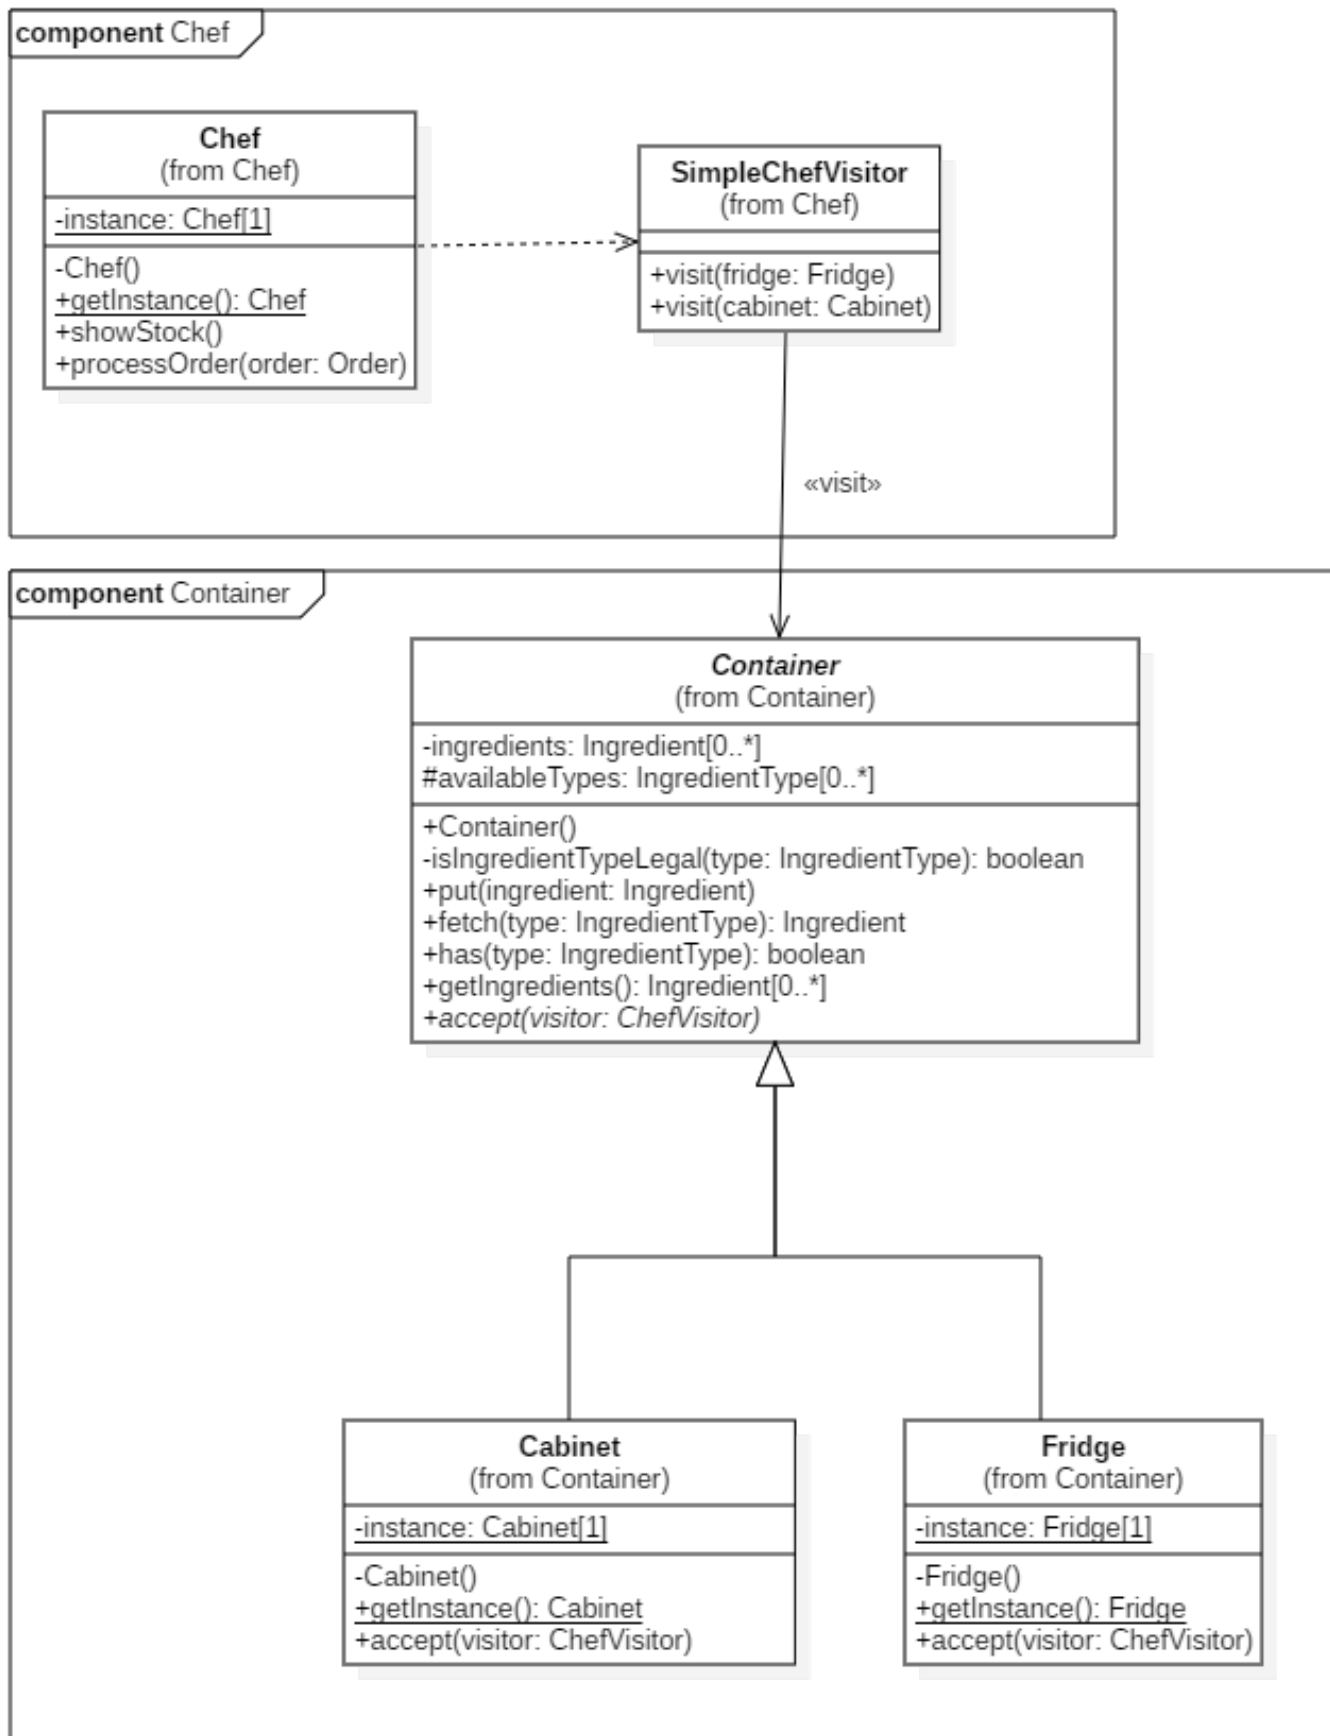 component Chef
Chef
(from Chef)
-instance: Chef[1]
-Chef()
+getInstance(): Chef
+showStock()
+processOrder(order: Order)
SimpleChefVisitor
(from Chef)
+visit(fridge: Fridge)
+visit(cabinet: Cabinet)
«visit»
component Container
Container
(from Container)
-ingredients: Ingredient[0..*]
#availableTypes: IngredientType[0..*]
+Container()
-isIngredientTypeLegal(type: IngredientType): boolean
+put(ingredient: Ingredient)
+fetch(type: IngredientType): Ingredient
+has(type: IngredientType): boolean
+getIngredients(): Ingredient[0..*]
+accept(visitor: ChefVisitor)
Cabinet
(from Container)
-instance: Cabinet[1]
-Cabinet()
+getInstance(): Cabinet
+accept(visitor: ChefVisitor)
Fridge
(from Container)
-instance: Fridge[1]
-Fridge()
+getInstance(): Fridge
+accept(visitor: ChefVisitor)